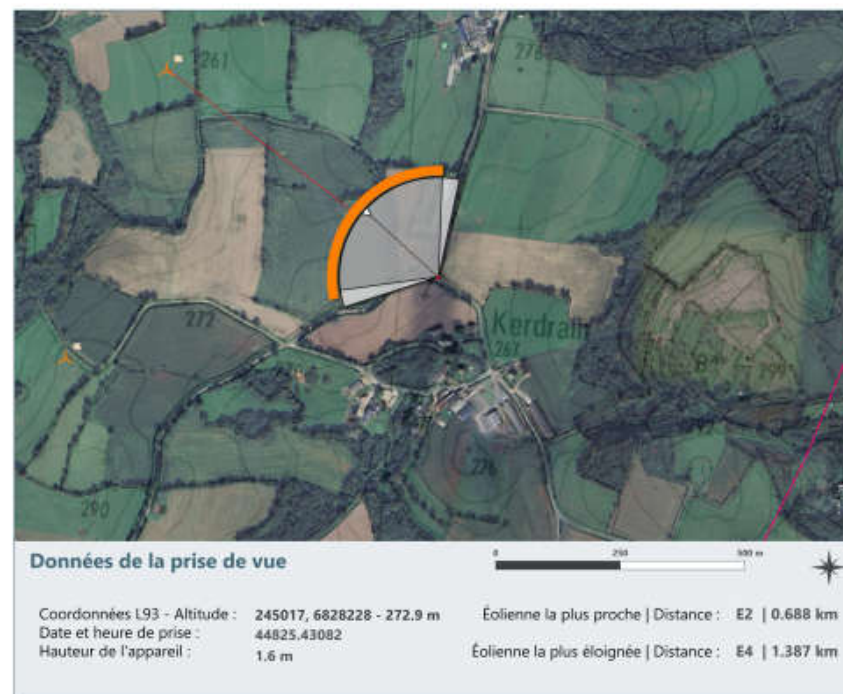 261
276
272
Kerdrain
267
276
290
Données de la prise de vue
0 250 500 m
Coordonnées L93 - Altitude : 245017, 6828228 - 272.9 m
Date et heure de prise : 44825.43082
Hauteur de l'appareil : 1.6 m
Éolienne la plus proche | Distance : E2 | 0.688 km
Éolienne la plus éloignée | Distance : E4 | 1.387 km